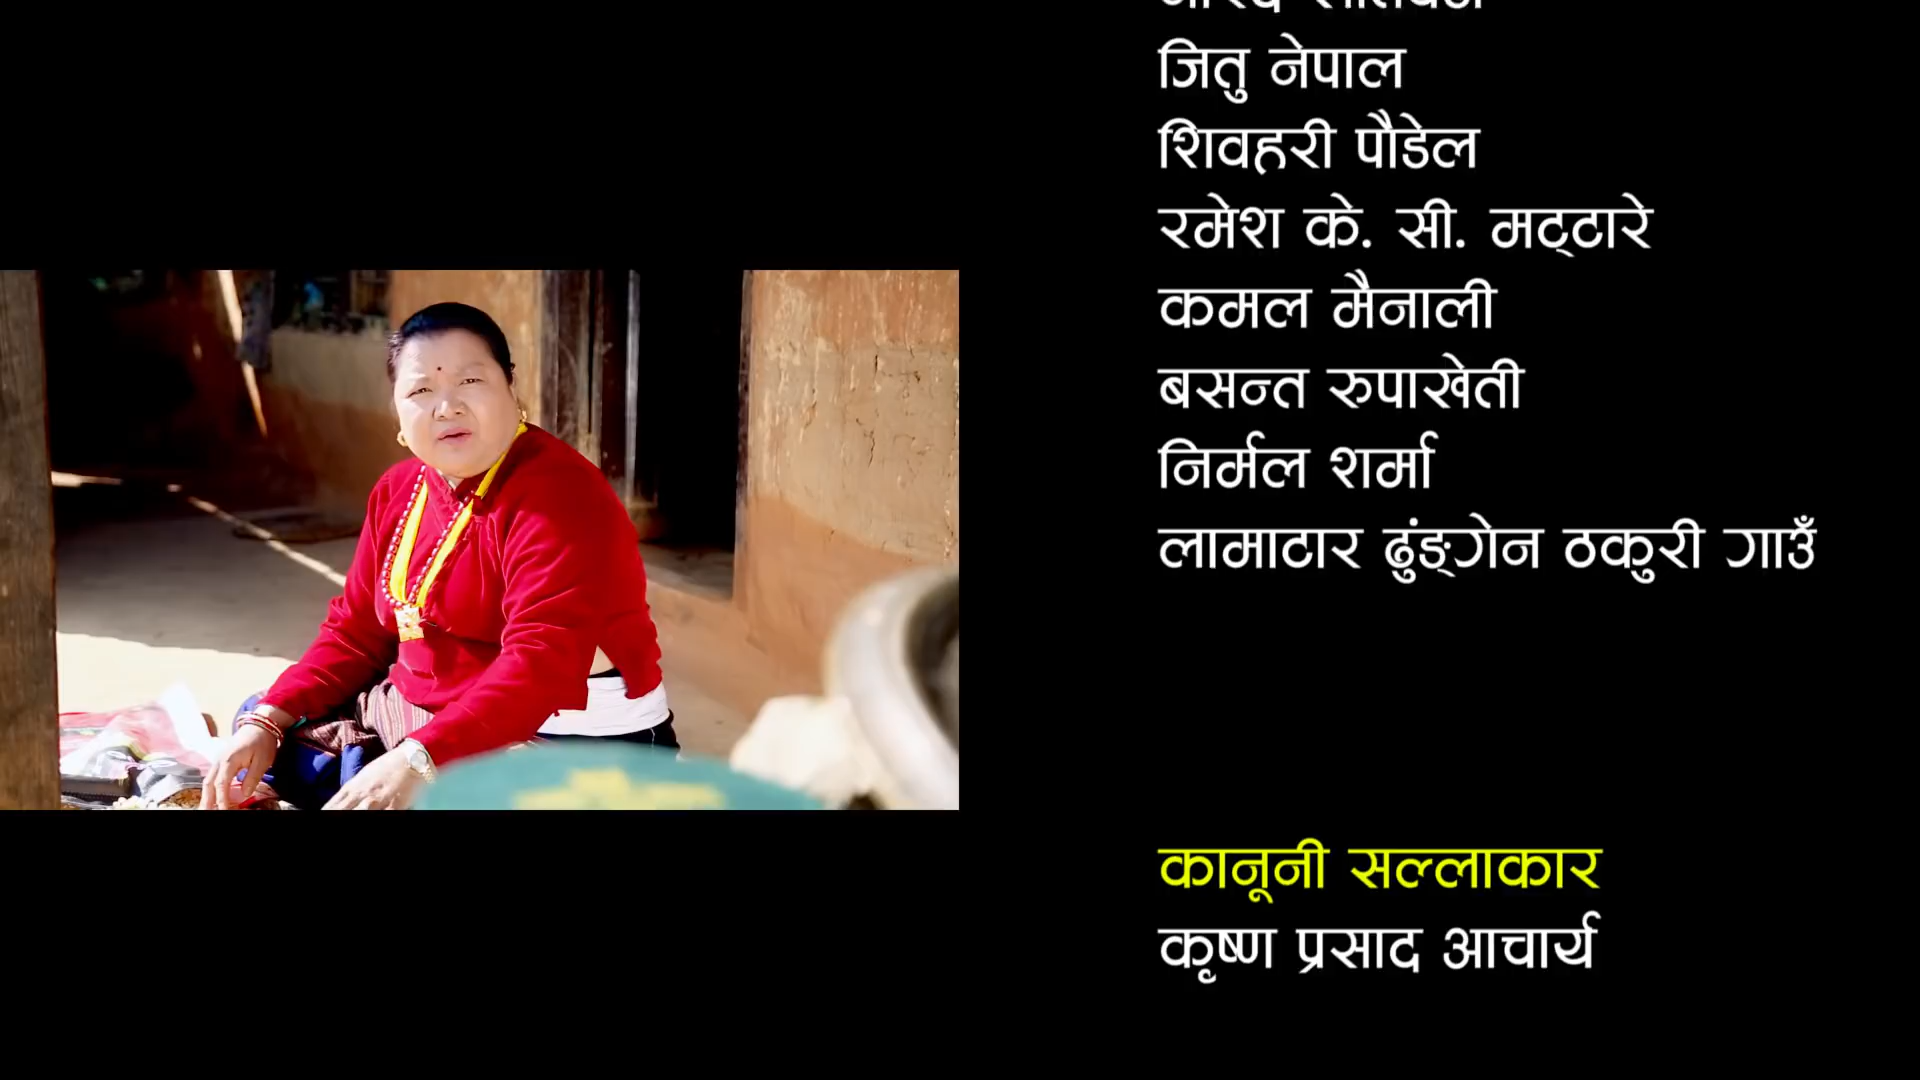 जितु नेपाल
शिवहरी पौडेल
रमेश के. सी. मट्टारे
कमल मैनाली
बसन्त रुपाखेती
निर्मल शर्मा
लामाटार ढुंङ्गेन ठकुरी गाउँ
कानूनी सल्लाकार
कृष्ण प्रसाद आचार्य